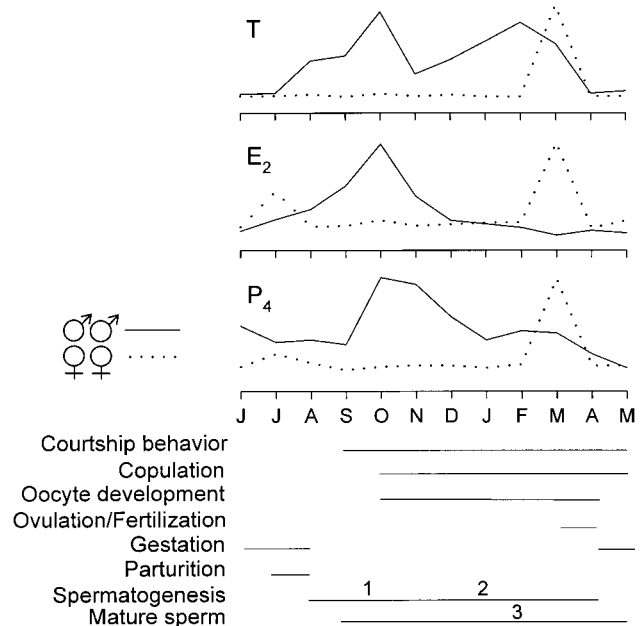 T
E₂
P₄
J J A S O N D J F M A M
Courtship behavior
Copulation
Oocyte development
Ovulation/Fertilization
Gestation
Parturition
Spermatogenesis 1 2
Mature sperm 3